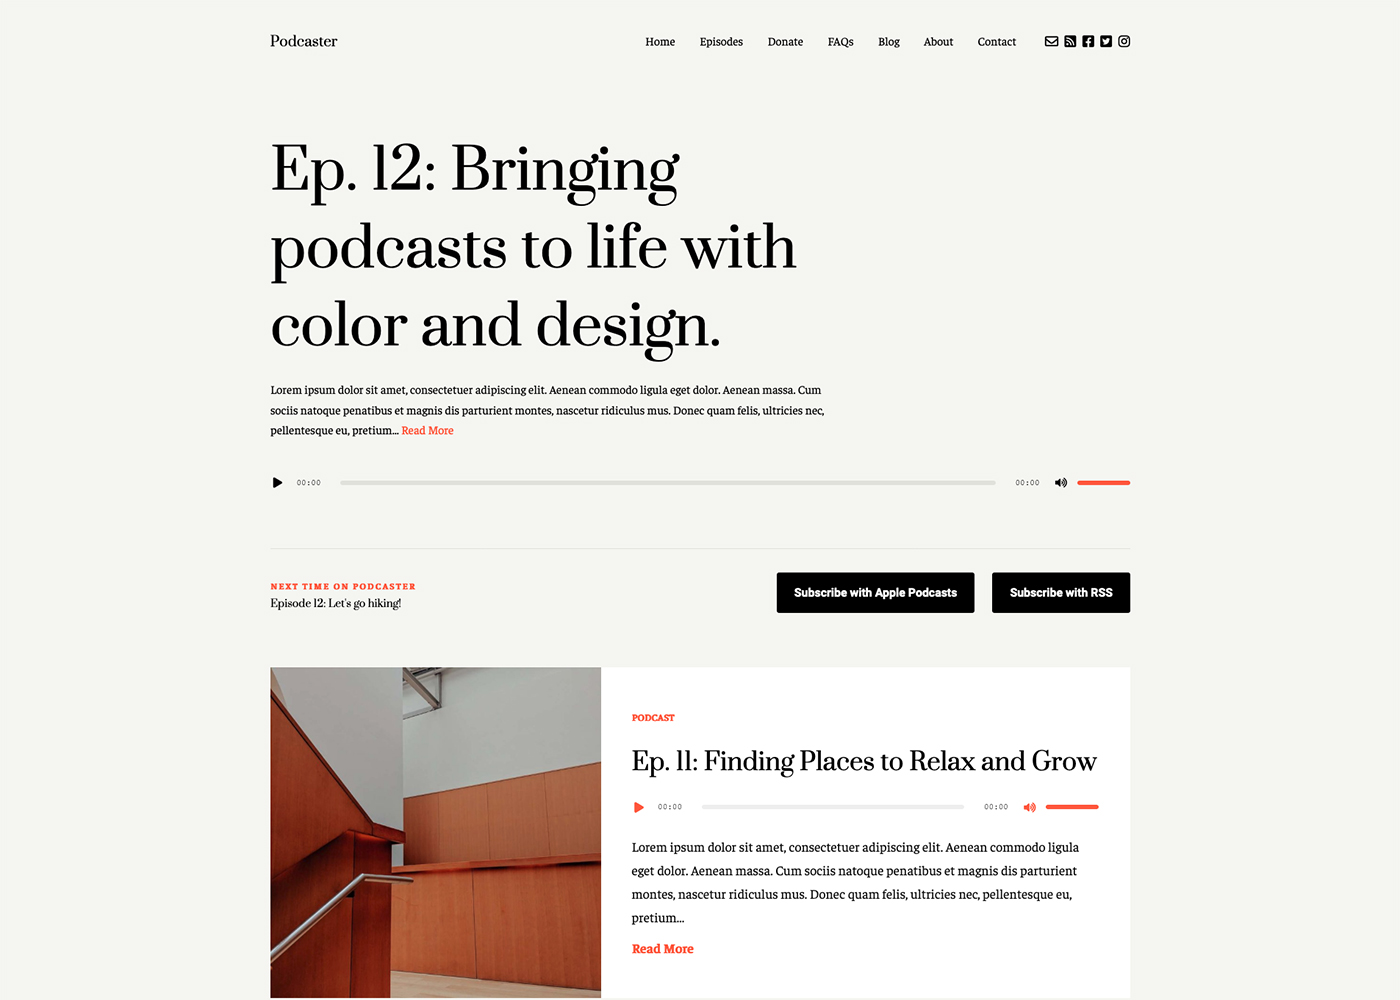 Podcaster
Home Episodes Donate FAQs Blog About Contact
Ep. 12: Bringing
podcasts to life with
color and design.
Lorem ipsum dolor sit amet, consectetuer adipiscing elit. Aenean commodo ligula eget dolor. Aenean massa. Cum
sociis natoque penatibus et magnis dis parturient montes, nascetur ridiculus mus. Donec quam felis, ultricies nec,
pellentesque eu, pretium... Read More
00:00 00:00
NEXT TIME ON PODCASTER
Episode 12: Let's go hiking!
Subscribe with Apple Podcasts
Subscribe with RSS
PODCAST
Ep. 11: Finding Places to Relax and Grow
00:00 00:00
Lorem ipsum dolor sit amet, consectetuer adipiscing elit. Aenean commodo ligula
eget dolor. Aenean massa. Cum sociis natoque penatibus et magnis dis parturient
montes, nascetur ridiculus mus. Donec quam felis, ultricies nec, pellentesque eu,
pretium...
Read More